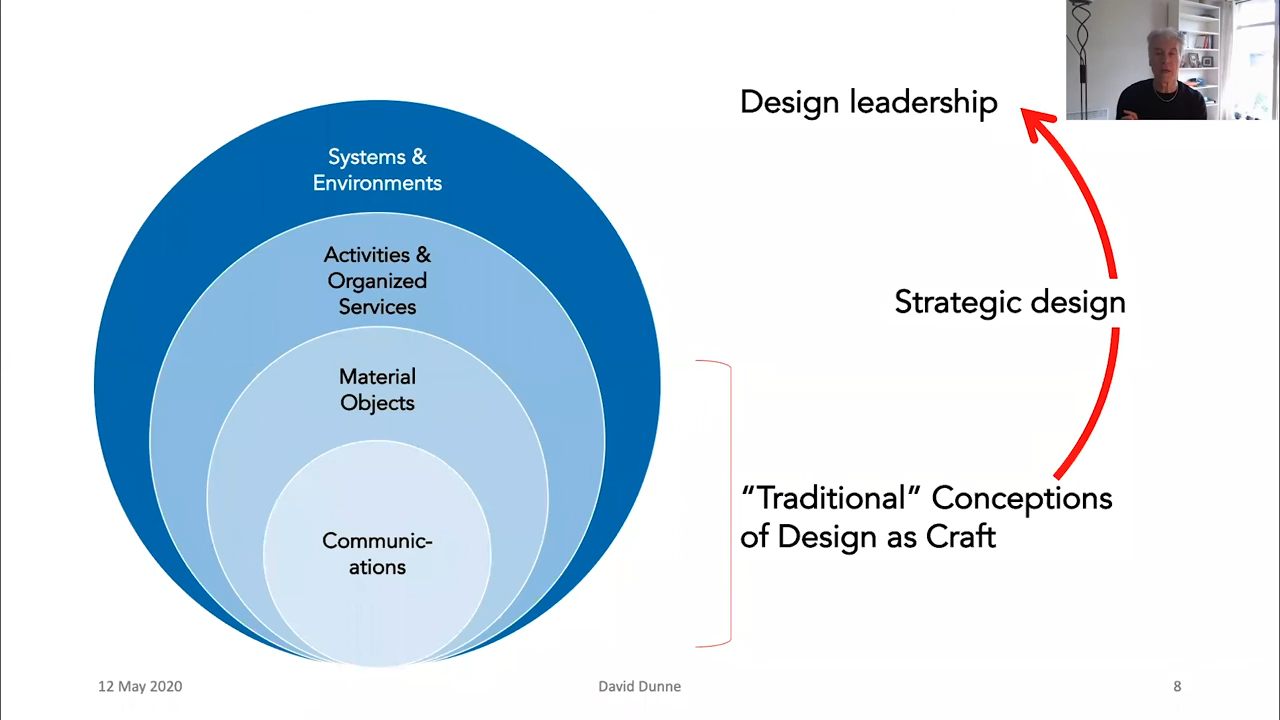 Systems &
Environments
Activities &
Organized
Services
Material
Objects
Communic-
ations
Design leadership
Strategic design
“Traditional” Conceptions
of Design as Craft
12 May 2020
David Dunne
8